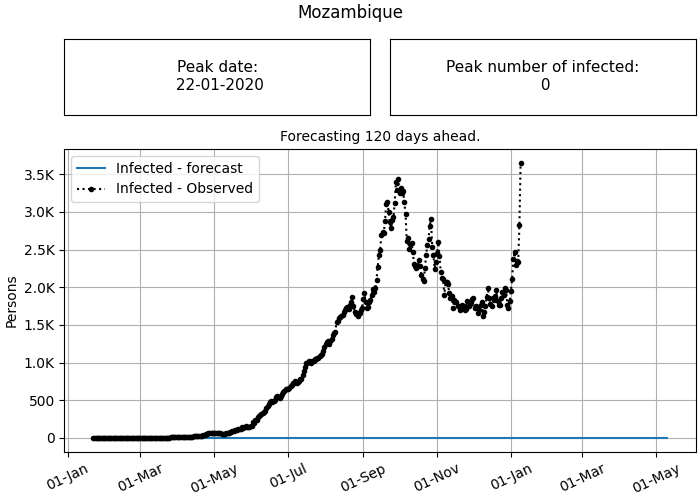 Mozambique
Peak date:
22-01-2020
Peak number of infected:
0
Forecasting 120 days ahead.
Infected - forecast
Infected - Observed
3.5K
3.0K
2.5K
2.0K
1.5K
1.0K
500
0
Persons
01-Jan
01-Mar
01-May
01-Jul
01-Sep
01-Nov
01-Jan
01-Mar
01-May